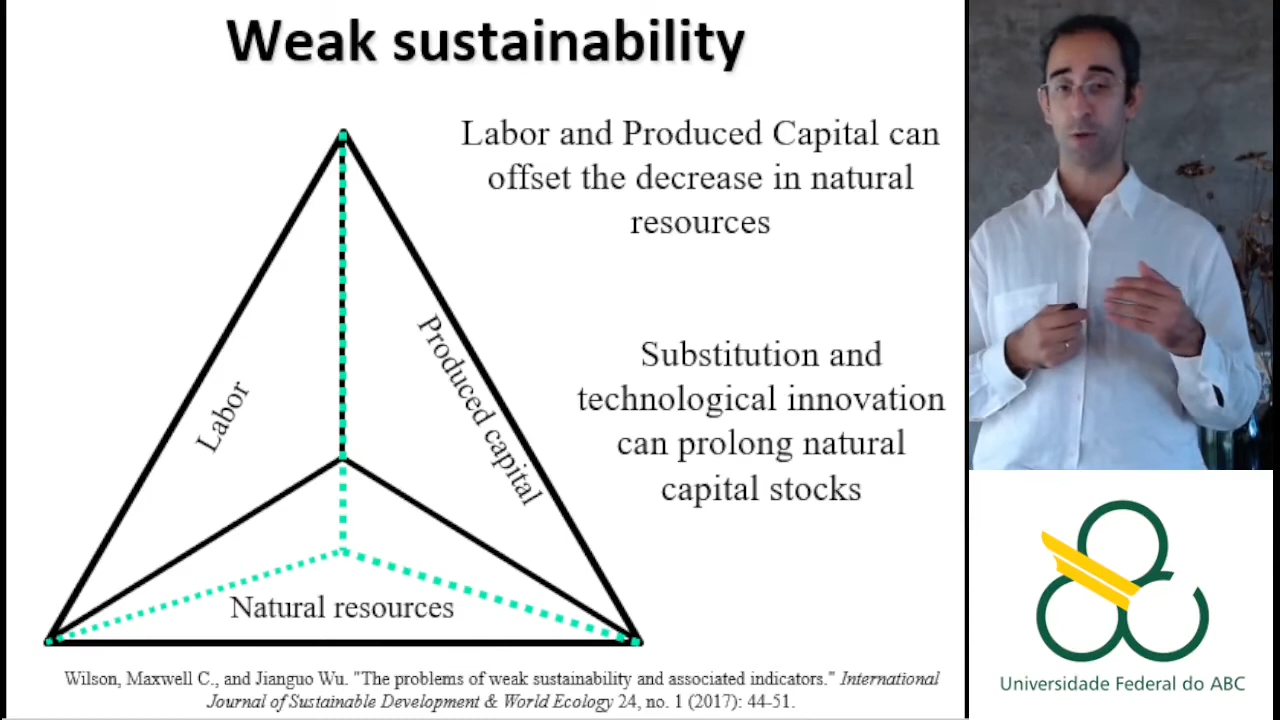 Weak sustainability
Labor and Produced Capital can
offset the decrease in natural
resources
Substitution and
technological innovation
can prolong natural
capital stocks
Labor
Produced capital
Natural resources
Wilson, Maxwell C., and Jianguo Wu. "The problems of weak sustainability and associated indicators." International
Journal of Sustainable Development & World Ecology 24, no. 1 (2017): 44-51.
Universidade Federal do ABC